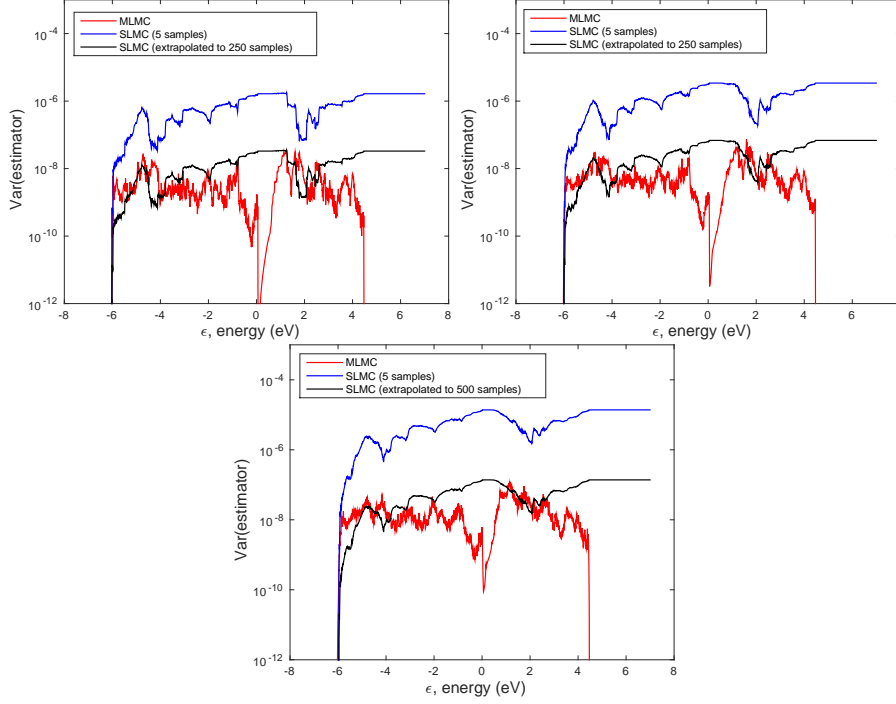 MLMC
SLMC (5 samples)
SLMC (extrapolated to 250 samples)
10^-4
10^-6
10^-8
10^-10
10^-12
Var(estimator)
-8 -6 -4 -2 0 2 4 6 8
ϵ, energy (eV)
MLMC
SLMC (5 samples)
SLMC (extrapolated to 250 samples)
10^-4
10^-6
10^-8
10^-10
10^-12
Var(estimator)
-8 -6 -4 -2 0 2 4 6
ϵ, energy (eV)
MLMC
SLMC (5 samples)
SLMC (extrapolated to 500 samples)
10^-4
10^-6
10^-8
10^-10
10^-12
Var(estimator)
-8 -6 -4 -2 0 2 4 6 8
ϵ, energy (eV)